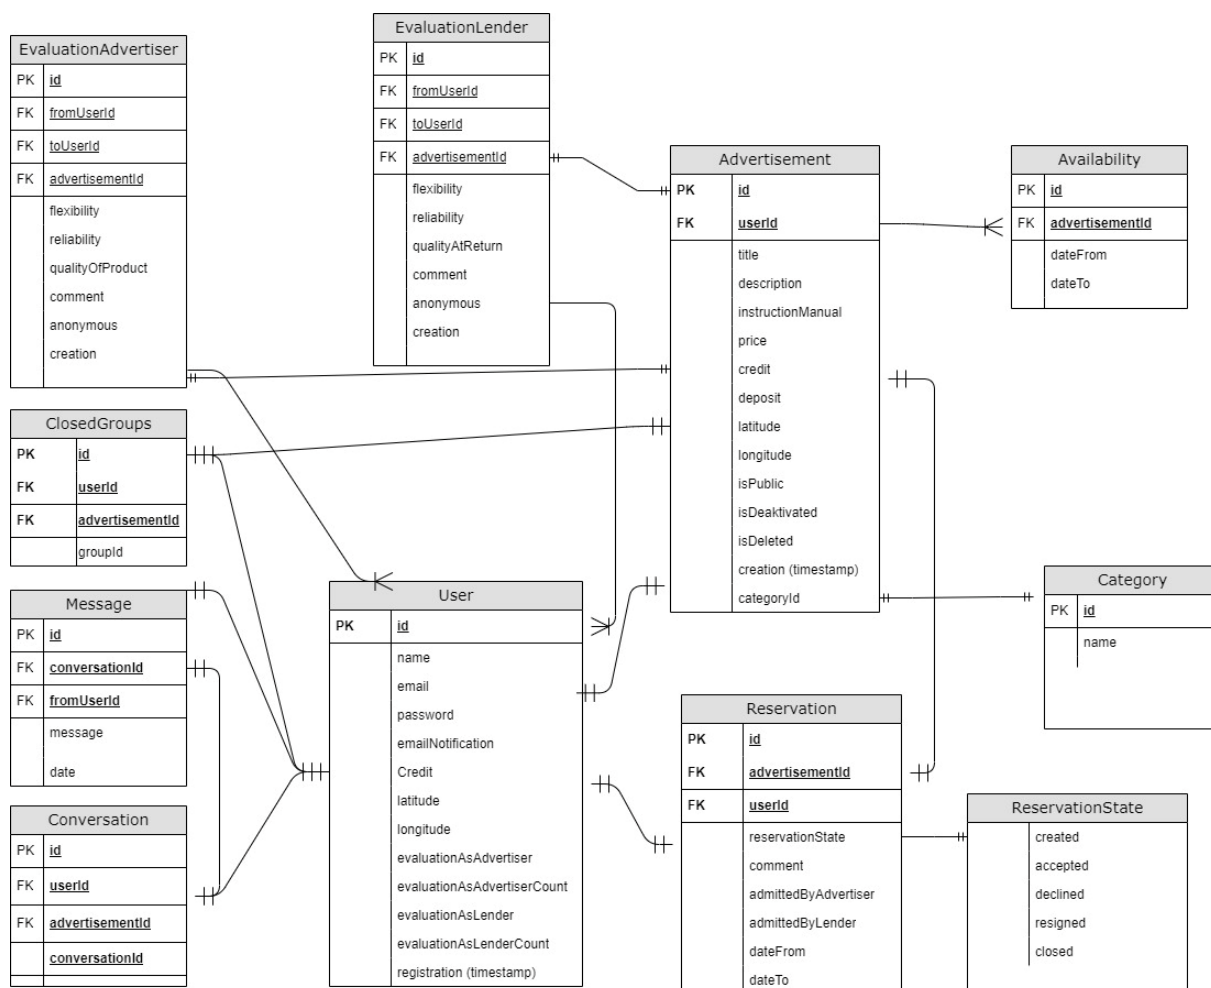 EvaluationAdvertiser
PK id
FK fromUserId
FK toUserId
FK advertisementId
flexibility
reliability
qualityOfProduct
comment
anonymous
creation
EvaluationLender
PK id
FK fromUserId
FK toUserId
FK advertisementId
flexibility
reliability
qualityAtReturn
comment
anonymous
creation
Advertisement
PK id
FK userId
title
description
instructionManual
price
credit
deposit
latitude
longitude
isPublic
isDeaktivated
isDeleted
creation (timestamp)
categoryId
Availability
PK id
FK advertisementId
dateFrom
dateTo
ClosedGroups
PK id
FK userId
FK advertisementId
groupId
Message
PK id
FK conversationId
FK fromUserId
message
date
Conversation
PK id
FK userId
FK advertisementId
conversationId
User
PK id
name
email
password
emailNotification
Credit
latitude
longitude
evaluationAsAdvertiser
evaluationAsAdvertiserCount
evaluationAsLender
evaluationAsLenderCount
registration (timestamp)
Category
PK id
name
Reservation
PK id
FK advertisementId
FK userId
reservationState
comment
admittedByAdvertiser
admittedByLender
dateFrom
dateTo
ReservationState
created
accepted
declined
resigned
closed